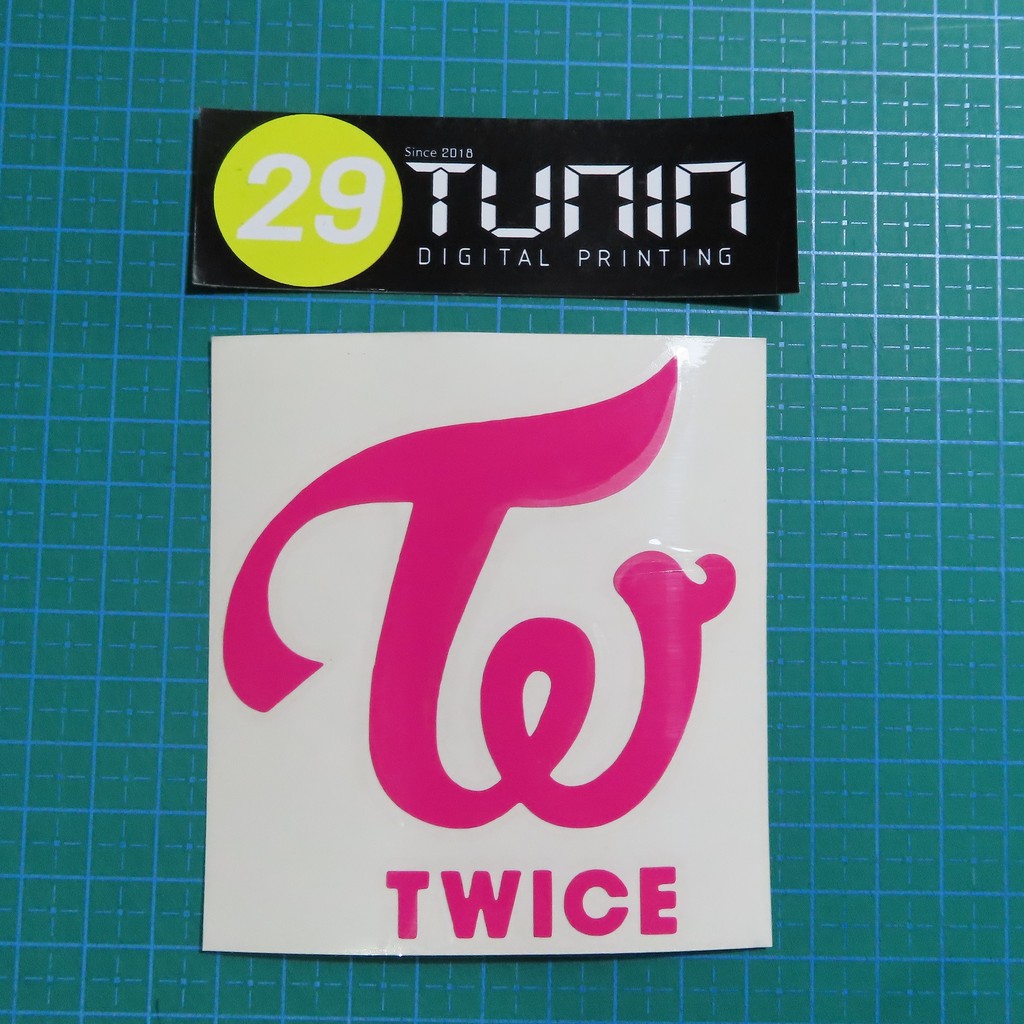 29
Since 2018
TUNIN
DIGITAL PRINTING
Tw
TWICE